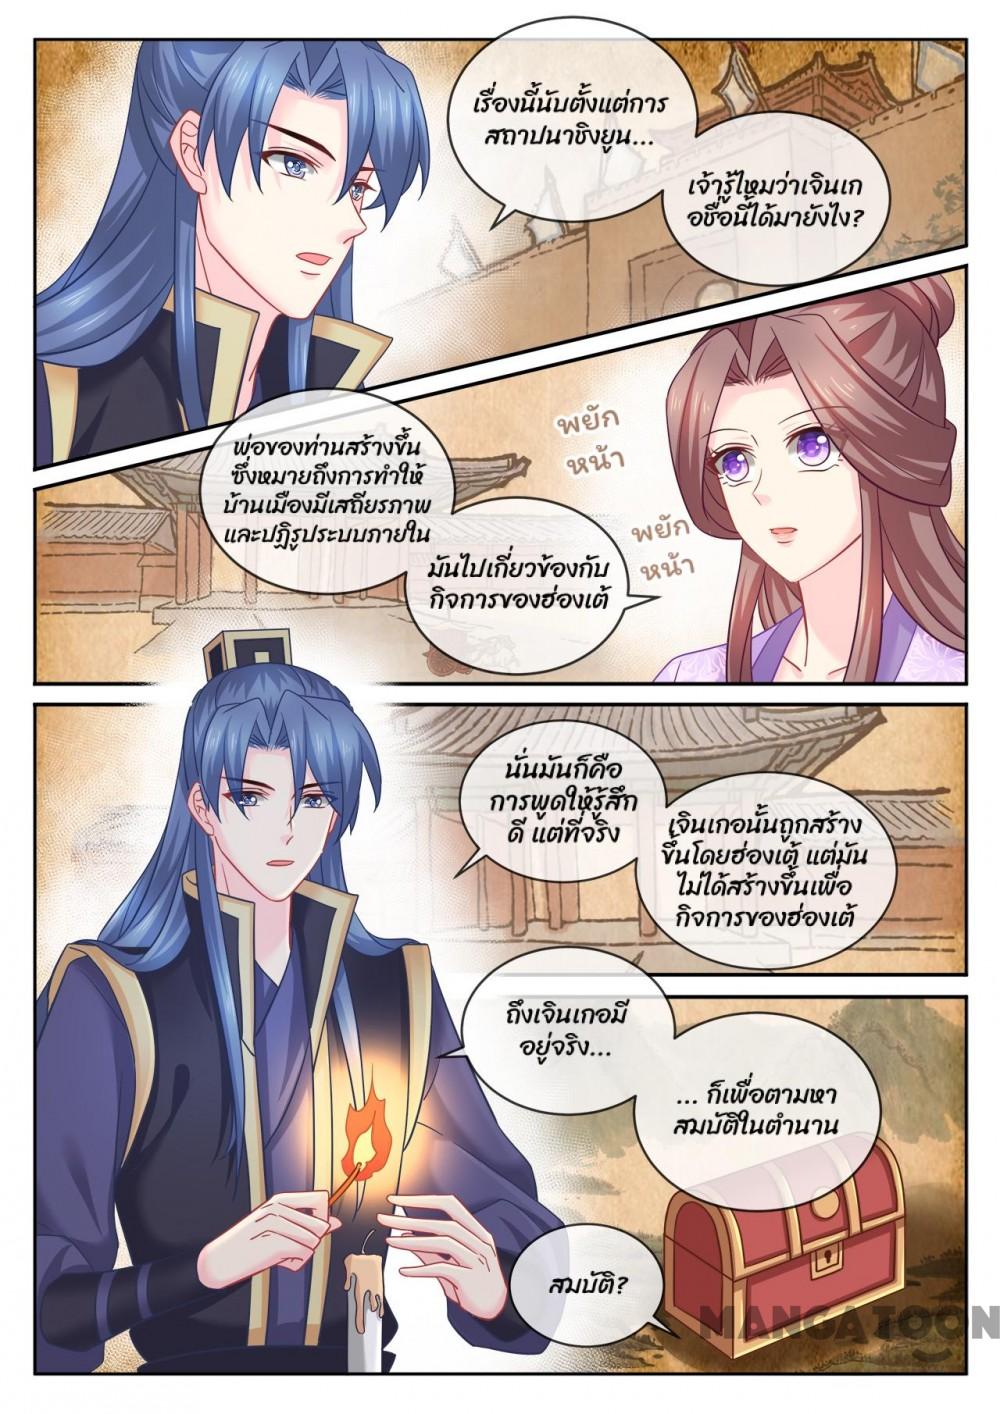 เรื่องนี้นับตั้งแต่การ
สถาปนาชิงยูน...
เจ้ารู้ไหมว่าเจินเก
อชื่อนี้ได้มายังไง?
พยัก
หน้า
พยัก
หน้า
พ่อของท่านสร้างขึ้น
ซึ่งหมายถึงการทำให้
บ้านเมืองมีเสถียรภาพ
และปฏิรูประบบภายใน
มันไปเกี่ยวข้องกับ
กิจการของฮ่องเต้
นั่นมันก็คือ
การพูดให้รู้สึก
ดี แต่ที่จริง
เจินเกอนั้นถูกสร้าง
ขึ้นโดยฮ่องเต้ แต่มัน
ไม่ได้สร้างขึ้นเพื่อ
กิจการของฮ่องเต้
ถึงเจินเกอมี
อยู่จริง...
... ก็เพื่อตามหา
สมบัติในตำนาน
สมบัติ?
MANGATOON